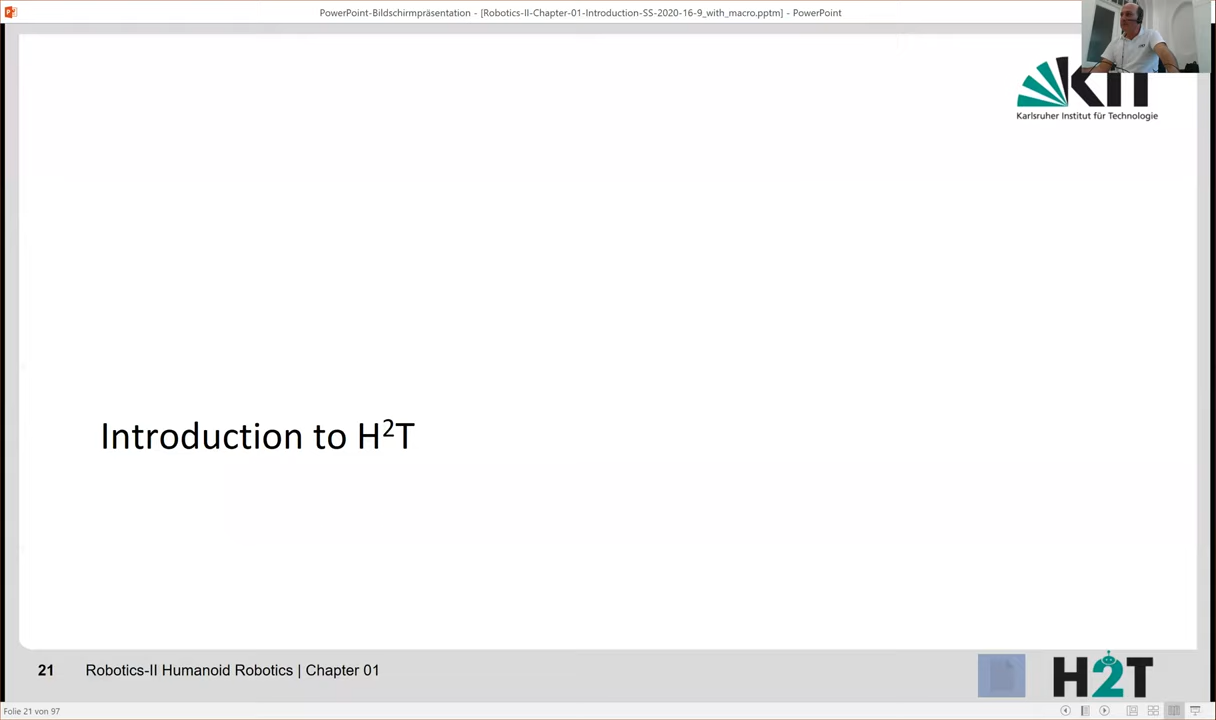 PowerPoint-Bildschirmpräsentation - [Robotics-II-Chapter-01-Introduction-SS-2020-16-9_with_macro.pptm] - PowerPoint
KIT
Karlsruher Institut für Technologie
Introduction to H²T
21 Robotics-II Humanoid Robotics | Chapter 01
H2T
Folie 21 von 97